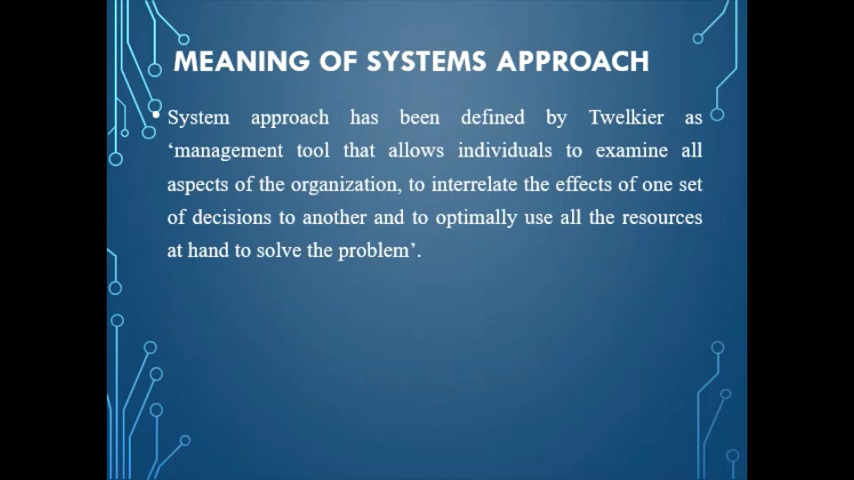 MEANING OF SYSTEMS APPROACH
• System approach has been defined by Twelkier as
‘management tool that allows individuals to examine all
aspects of the organization, to interrelate the effects of one set
of decisions to another and to optimally use all the resources
at hand to solve the problem’.